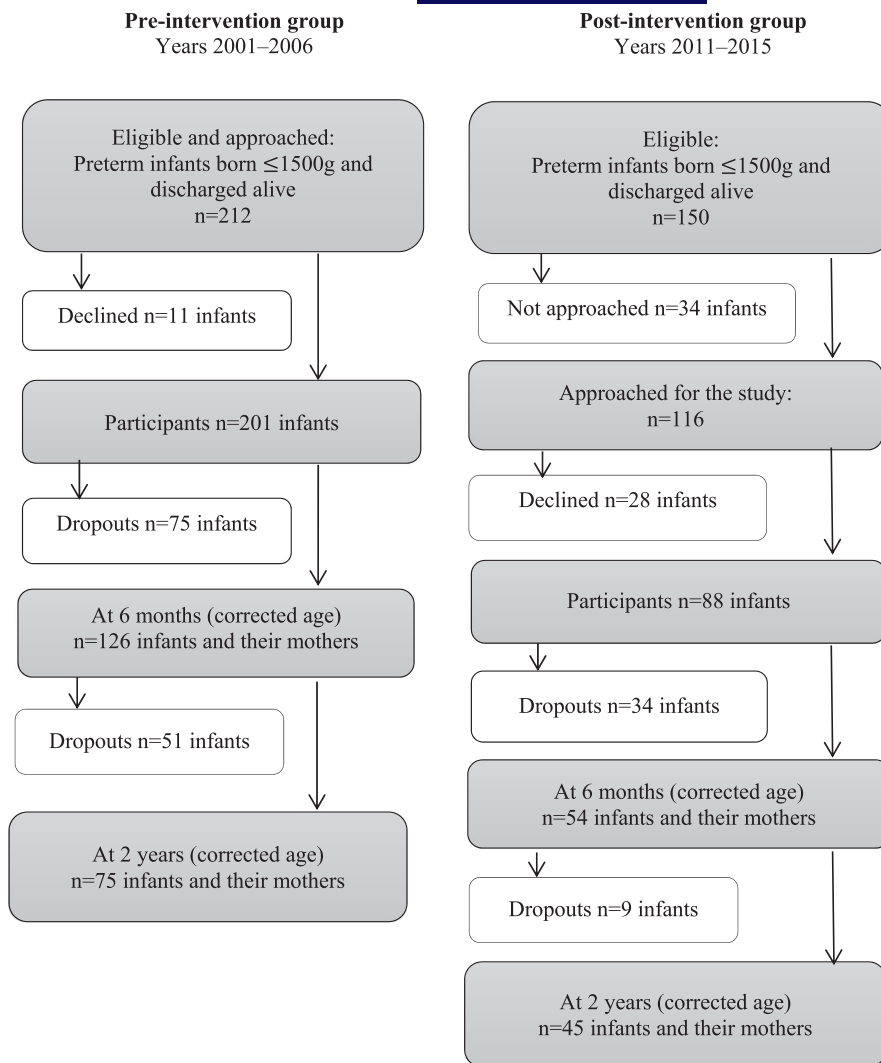 Pre-intervention group
Years 2001–2006
Eligible and approached:
Preterm infants born ≤1500g and
discharged alive
n=212
Declined n=11 infants
Participants n=201 infants
Dropouts n=75 infants
At 6 months (corrected age)
n=126 infants and their mothers
Dropouts n=51 infants
At 2 years (corrected age)
n=75 infants and their mothers
Post-intervention group
Years 2011–2015
Eligible:
Preterm infants born ≤1500g and
discharged alive
n=150
Not approached n=34 infants
Approached for the study:
n=116
Declined n=28 infants
Participants n=88 infants
Dropouts n=34 infants
At 6 months (corrected age)
n=54 infants and their mothers
Dropouts n=9 infants
At 2 years (corrected age)
n=45 infants and their mothers